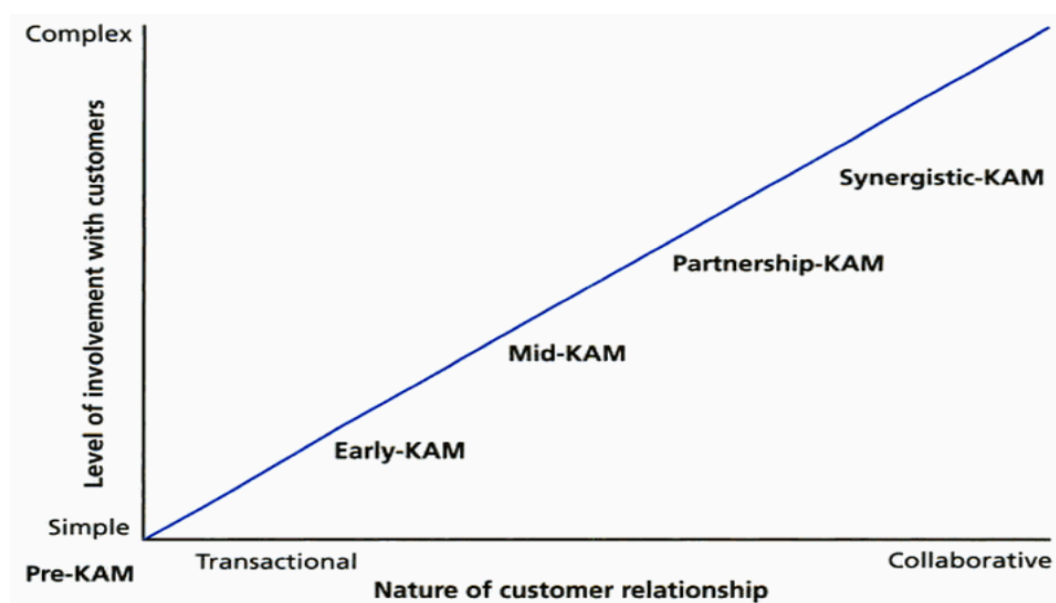 Complex
Level of involvement with customers
Synergistic-KAM
Partnership-KAM
Mid-KAM
Early-KAM
Simple
Pre-KAM
Transactional
Collaborative
Nature of customer relationship